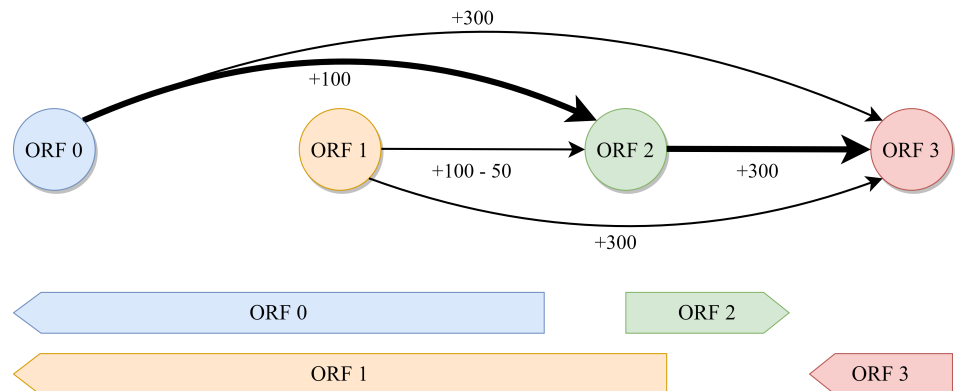 +300
+100
ORF 0
ORF 1
ORF 2
ORF 3
+100 - 50
+300
+300
ORF 0
ORF 2
ORF 1
ORF 3